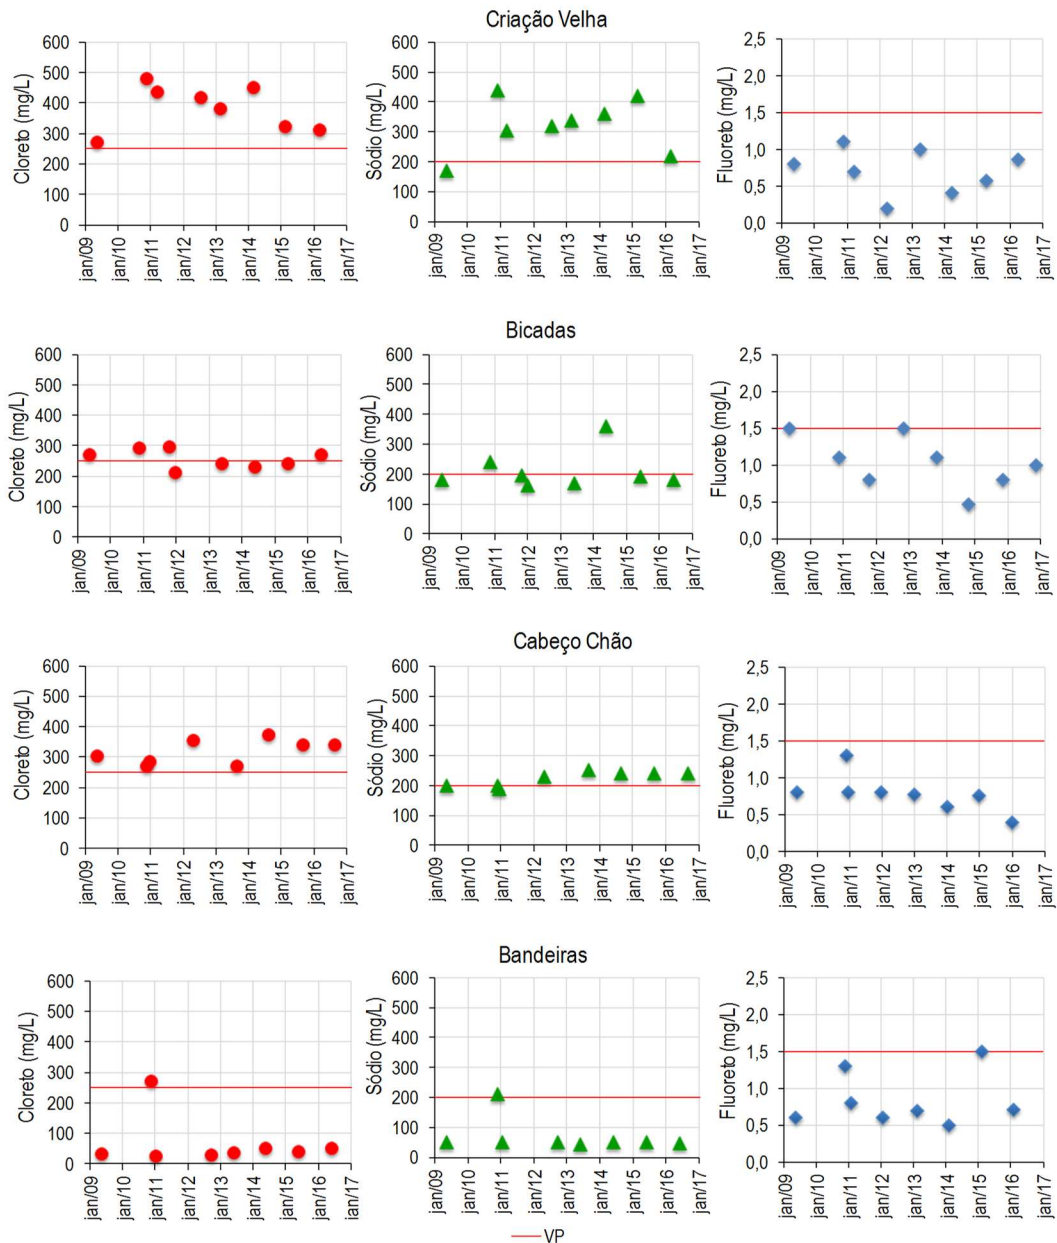 Criação Velha
Cloreto (mg/L)
600
500
400
300
200
100
0
jan/09
jan/10
jan/11
jan/12
jan/13
jan/14
jan/15
jan/16
jan/17
Sódio (mg/L)
600
500
400
300
200
100
0
jan/09
jan/10
jan/11
jan/12
jan/13
jan/14
jan/15
jan/16
jan/17
Fluoreto (mg/L)
2,5
2,0
1,5
1,0
0,5
0,0
jan/09
jan/10
jan/11
jan/12
jan/13
jan/14
jan/15
jan/16
jan/17
Bicadas
Cloreto (mg/L)
600
500
400
300
200
100
0
jan/09
jan/10
jan/11
jan/12
jan/13
jan/14
jan/15
jan/16
jan/17
Sódio (mg/L)
600
500
400
300
200
100
0
jan/09
jan/10
jan/11
jan/12
jan/13
jan/14
jan/15
jan/16
jan/17
Fluoreto (mg/L)
2,5
2,0
1,5
1,0
0,5
0,0
jan/09
jan/10
jan/11
jan/12
jan/13
jan/14
jan/15
jan/16
jan/17
Cabeço Chão
Cloreto (mg/L)
600
500
400
300
200
100
0
jan/09
jan/10
jan/11
jan/12
jan/13
jan/14
jan/15
jan/16
jan/17
Sódio (mg/L)
600
500
400
300
200
100
0
jan/09
jan/10
jan/11
jan/12
jan/13
jan/14
jan/15
jan/16
jan/17
Fluoreto (mg/L)
2,5
2,0
1,5
1,0
0,5
0,0
jan/09
jan/10
jan/11
jan/12
jan/13
jan/14
jan/15
jan/16
jan/17
Bandeiras
Cloreto (mg/L)
600
500
400
300
200
100
0
jan/09
jan/10
jan/11
jan/12
jan/13
jan/14
jan/15
jan/16
jan/17
Sódio (mg/L)
600
500
400
300
200
100
0
jan/09
jan/10
jan/11
jan/12
jan/13
jan/14
jan/15
jan/16
jan/17
Fluoreto (mg/L)
2,5
2,0
1,5
1,0
0,5
0,0
jan/09
jan/10
jan/11
jan/12
jan/13
jan/14
jan/15
jan/16
jan/17
VP